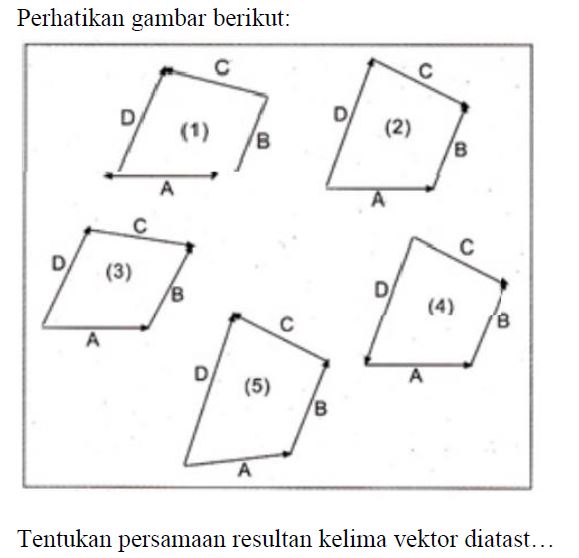 Perhatikan gambar berikut:
C
D
(1)
B
A
C
D
(2)
B
A
C
D
(3)
B
A
C
D
(4)
B
A
C
D
(5)
B
A
Tentukan persamaan resultan kelima vektor diatast…